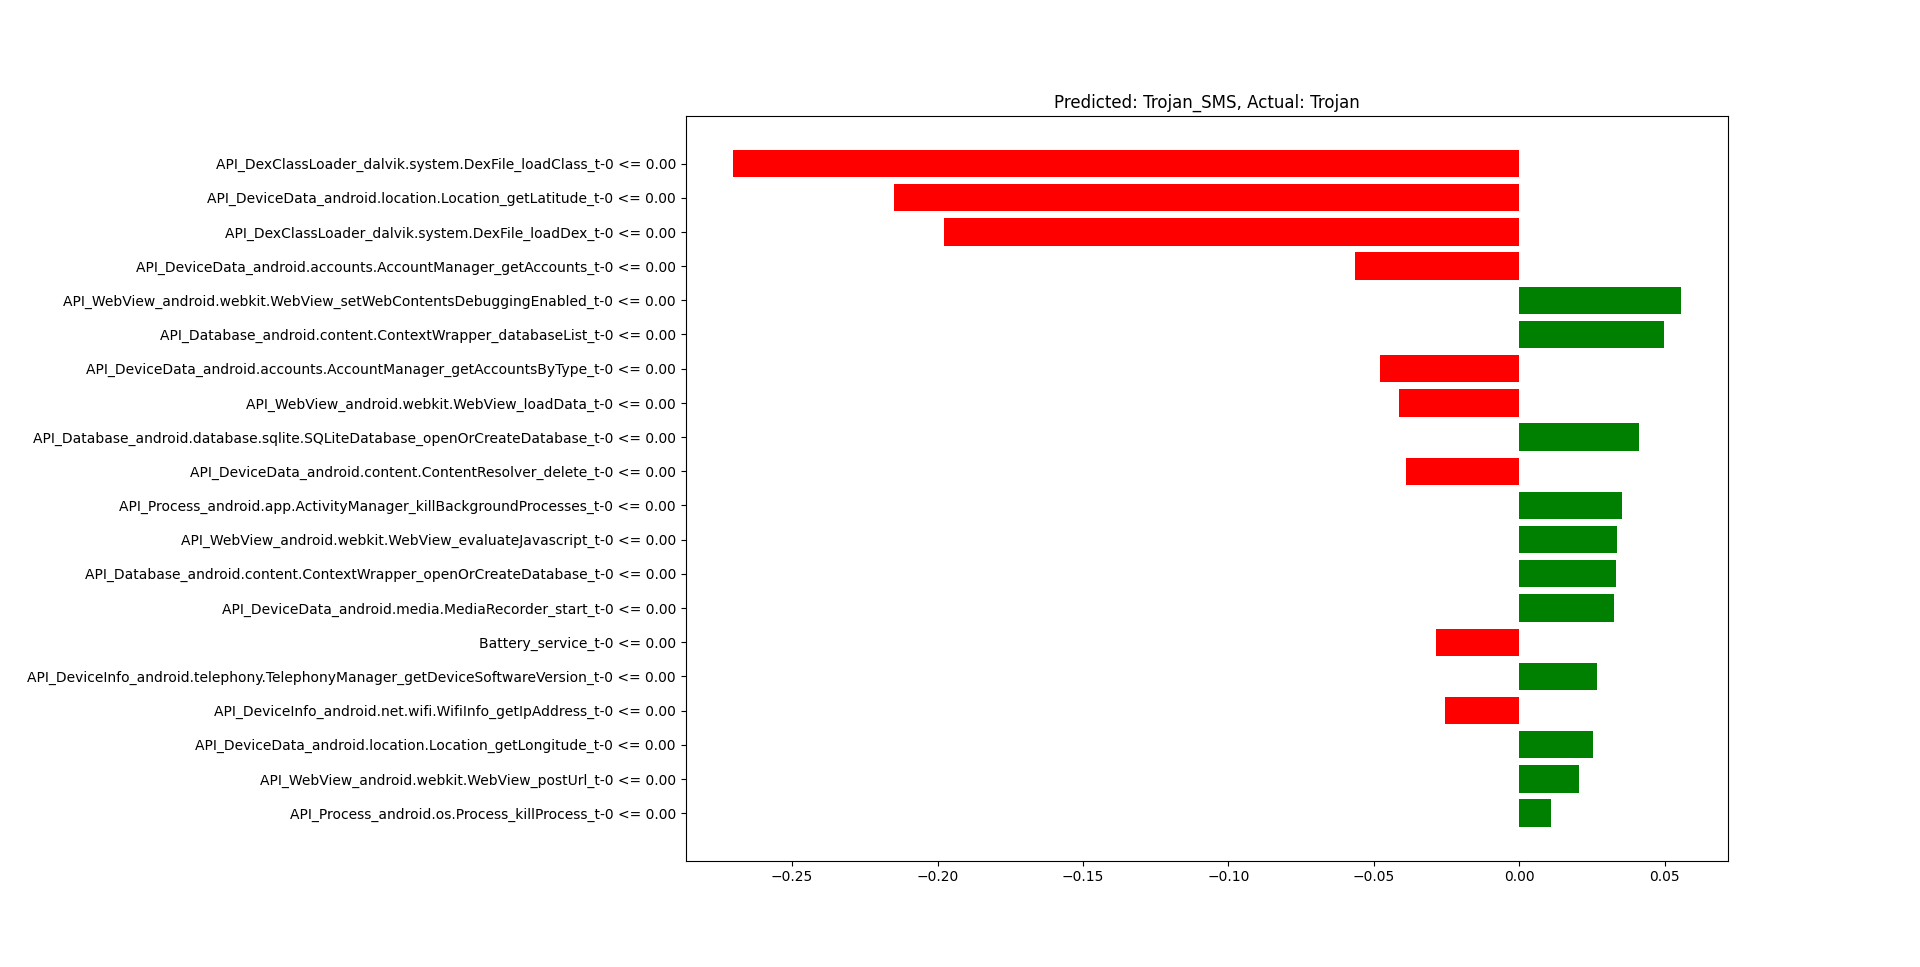 Predicted: Trojan_SMS, Actual: Trojan
API_DexClassLoader_dalvik.system.DexFile_loadClass_t-0 <= 0.00
API_DeviceData_android.location.Location_getLatitude_t-0 <= 0.00
API_DexClassLoader_dalvik.system.DexFile_loadDex_t-0 <= 0.00
API_DeviceData_android.accounts.AccountManager_getAccounts_t-0 <= 0.00
API_WebView_android.webkit.WebView_setWebContentsDebuggingEnabled_t-0 <= 0.00
API_Database_android.content.ContextWrapper_databaseList_t-0 <= 0.00
API_DeviceData_android.accounts.AccountManager_getAccountsByType_t-0 <= 0.00
API_WebView_android.webkit.WebView_loadData_t-0 <= 0.00
API_Database_android.database.sqlite.SQLiteDatabase_openOrCreateDatabase_t-0 <= 0.00
API_DeviceData_android.content.ContentResolver_delete_t-0 <= 0.00
API_Process_android.app.ActivityManager_killBackgroundProcesses_t-0 <= 0.00
API_WebView_android.webkit.WebView_evaluateJavascript_t-0 <= 0.00
API_Database_android.content.ContextWrapper_openOrCreateDatabase_t-0 <= 0.00
API_DeviceData_android.media.MediaRecorder_start_t-0 <= 0.00
Battery_service_t-0 <= 0.00
API_DeviceInfo_android.telephony.TelephonyManager_getDeviceSoftwareVersion_t-0 <= 0.00
API_DeviceInfo_android.net.wifi.WifiInfo_getIpAddress_t-0 <= 0.00
API_DeviceData_android.location.Location_getLongitude_t-0 <= 0.00
API_WebView_android.webkit.WebView_postUrl_t-0 <= 0.00
API_Process_android.os.Process_killProcess_t-0 <= 0.00
−0.25 −0.20 −0.15 −0.10 −0.05 0.00 0.05